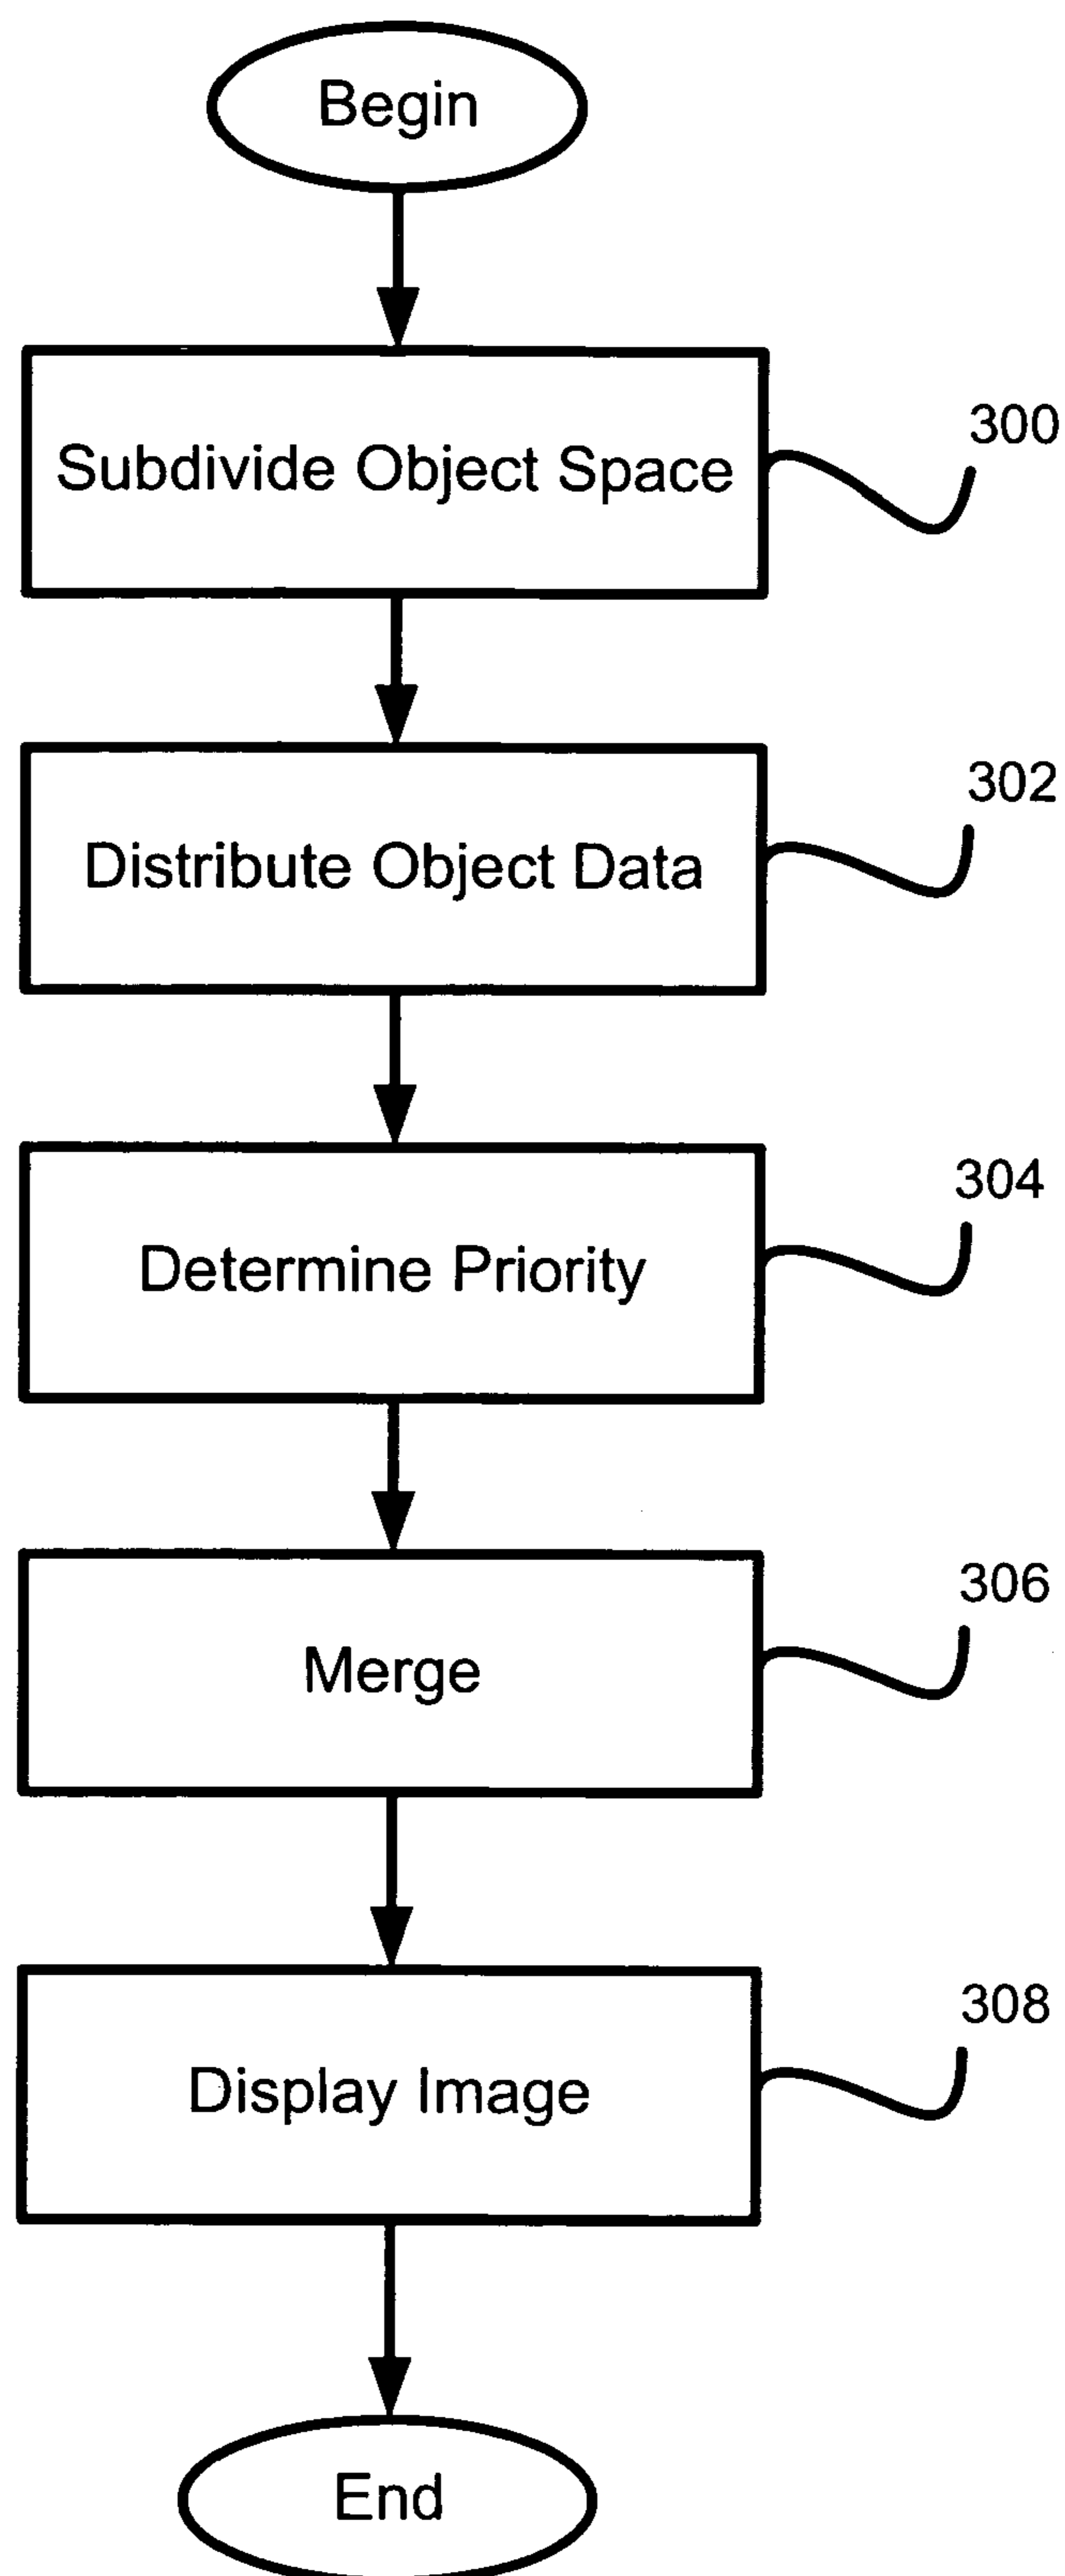 Begin
Subdivide Object Space
300
Distribute Object Data
302
Determine Priority
304
Merge
306
Display Image
308
End